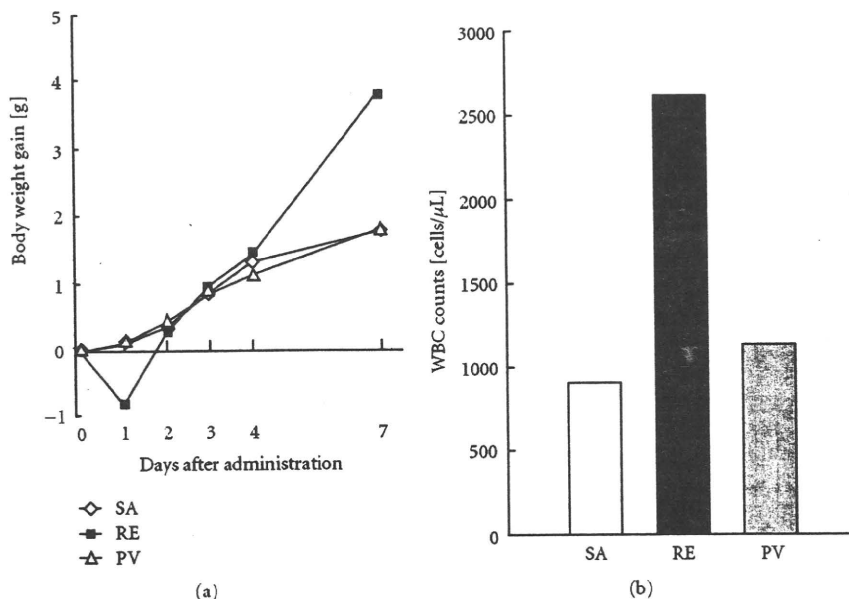 Body weight gain [g]
5
4
3
2
1
0
−1
0 1 2 3 4 7
Days after administration
SA
RE
PV
(a)
WBC counts [cells/μL]
3000
2500
2000
1500
1000
500
0
SA RE PV
(b)